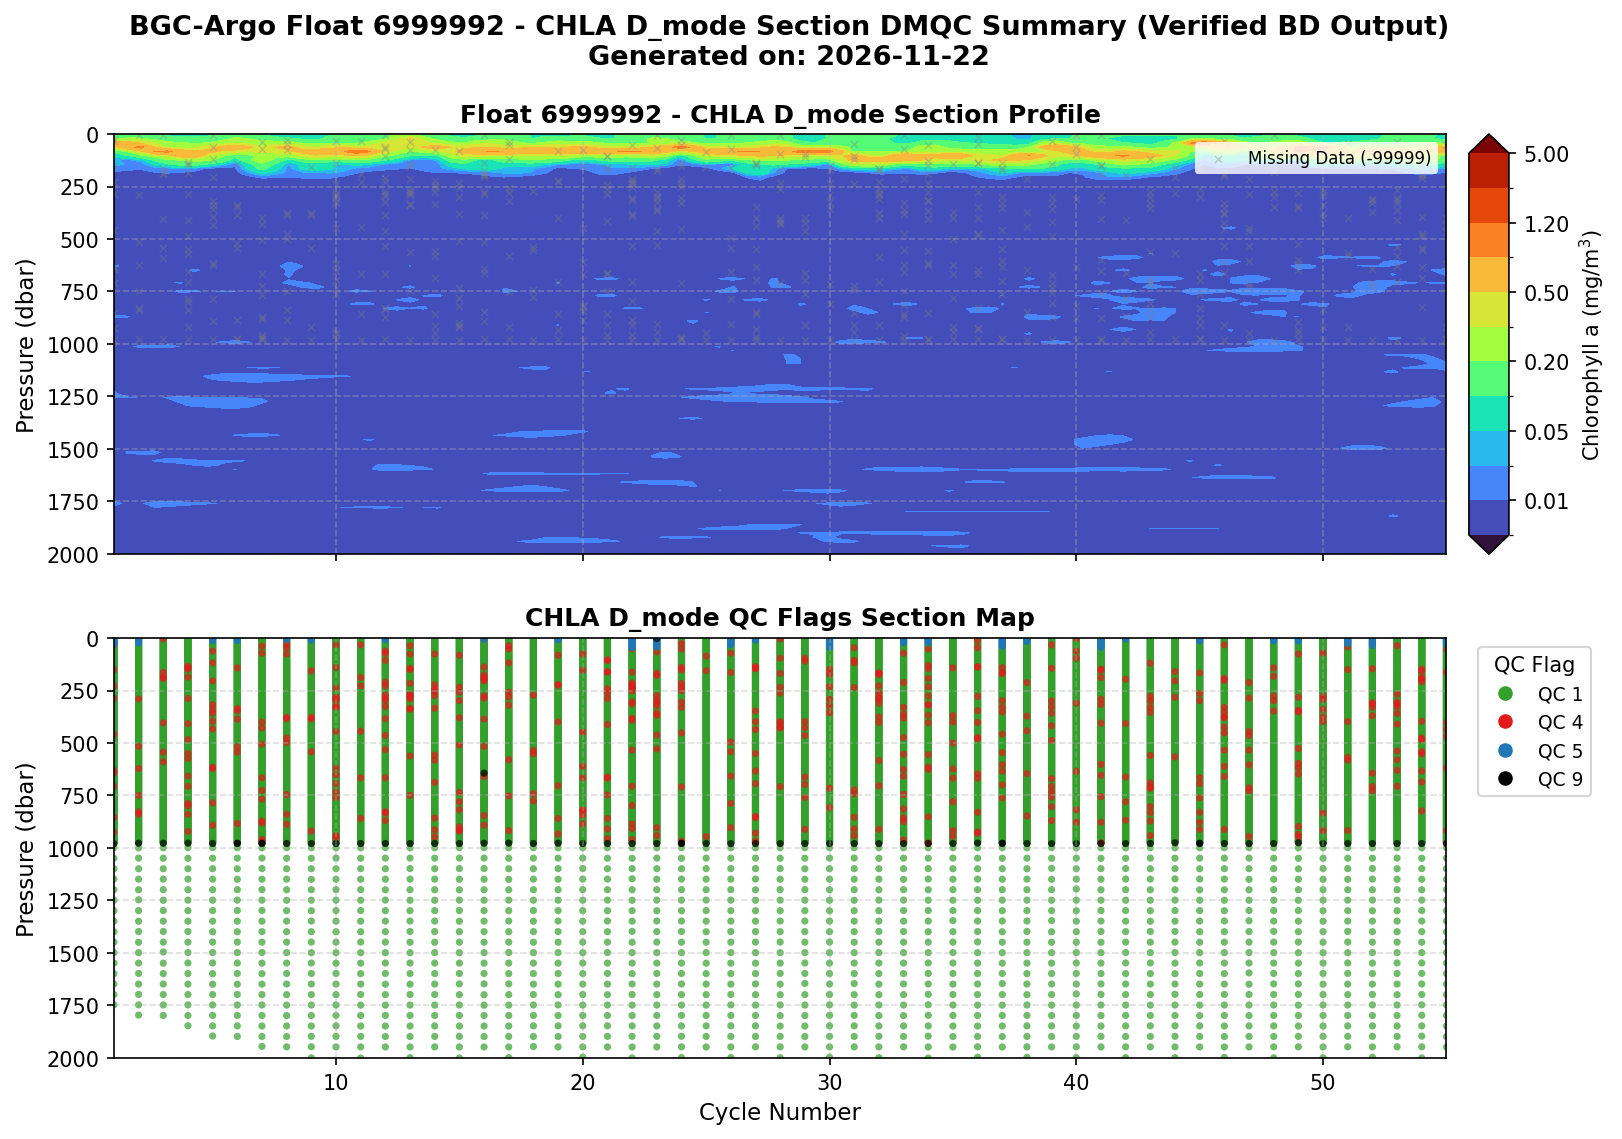 BGC-Argo Float 6999992 - CHLA D_mode Section DMQC Summary (Verified BD Output)
Generated on: 2026-11-22
Float 6999992 - CHLA D_mode Section Profile
0
250
500
750
1000
1250
1500
1750
2000
Pressure (dbar)
Missing Data (-99999)
5.00
1.20
0.50
0.20
0.05
0.01
Chlorophyll a (mg/m³)
CHLA D_mode QC Flags Section Map
0
250
500
750
1000
1250
1500
1750
2000
Pressure (dbar)
10
20
30
40
50
Cycle Number
QC Flag
QC 1
QC 4
QC 5
QC 9